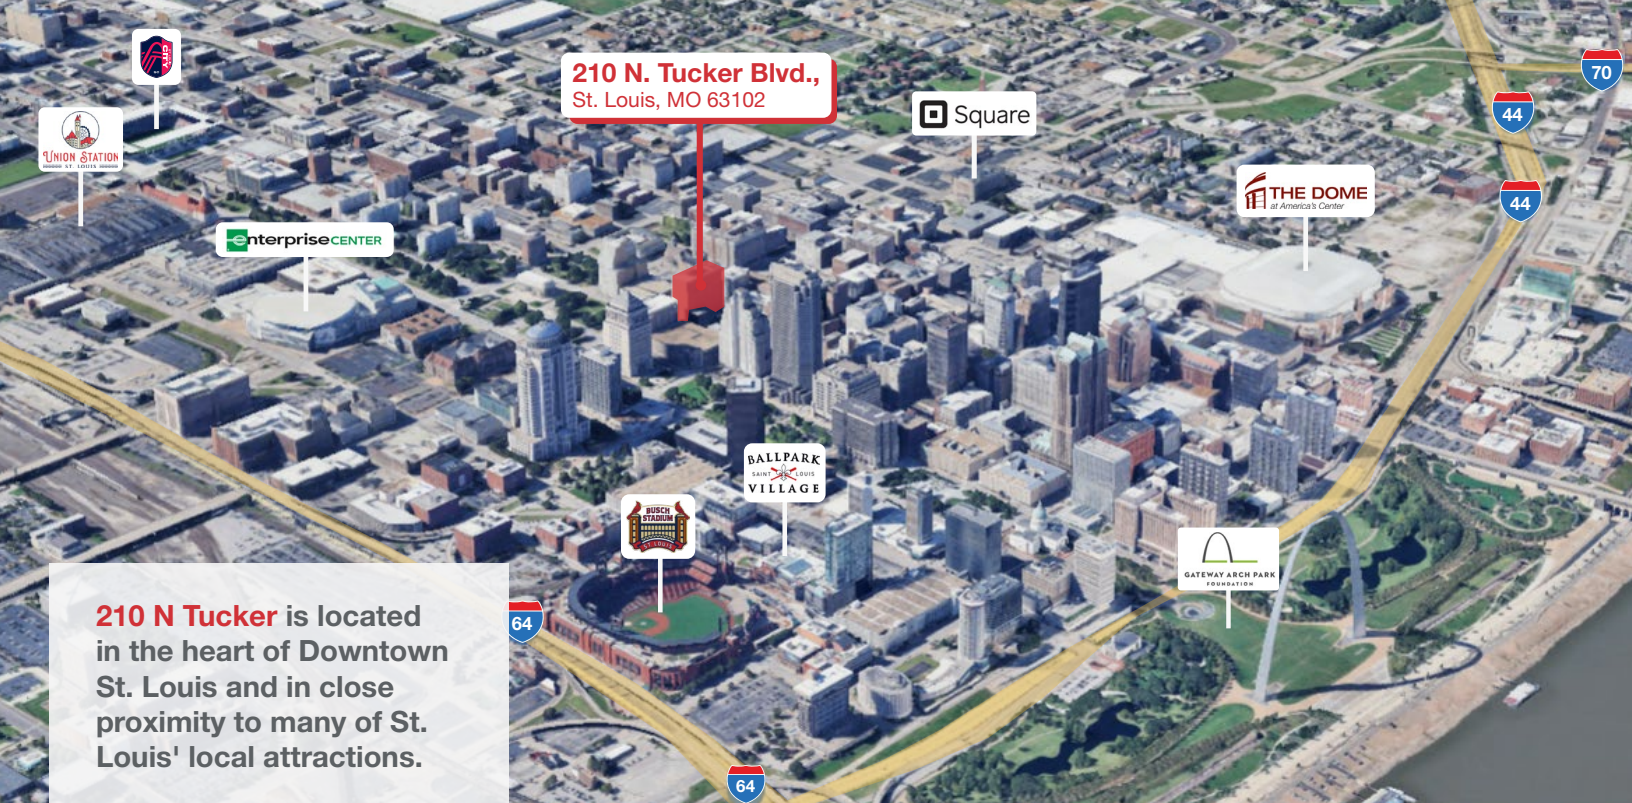 CITY
UNION STATION
ST. LOUIS
enterprise CENTER
210 N. Tucker Blvd.,
St. Louis, MO 63102
Square
70
44
44
THE DOME
at America's Center
BALLPARK
SAINT LOUIS
VILLAGE
BUSCH
STADIUM
ST. LOUIS
GATEWAY ARCH PARK
FOUNDATION
64
64
210 N Tucker is located
in the heart of Downtown
St. Louis and in close
proximity to many of St.
Louis' local attractions.